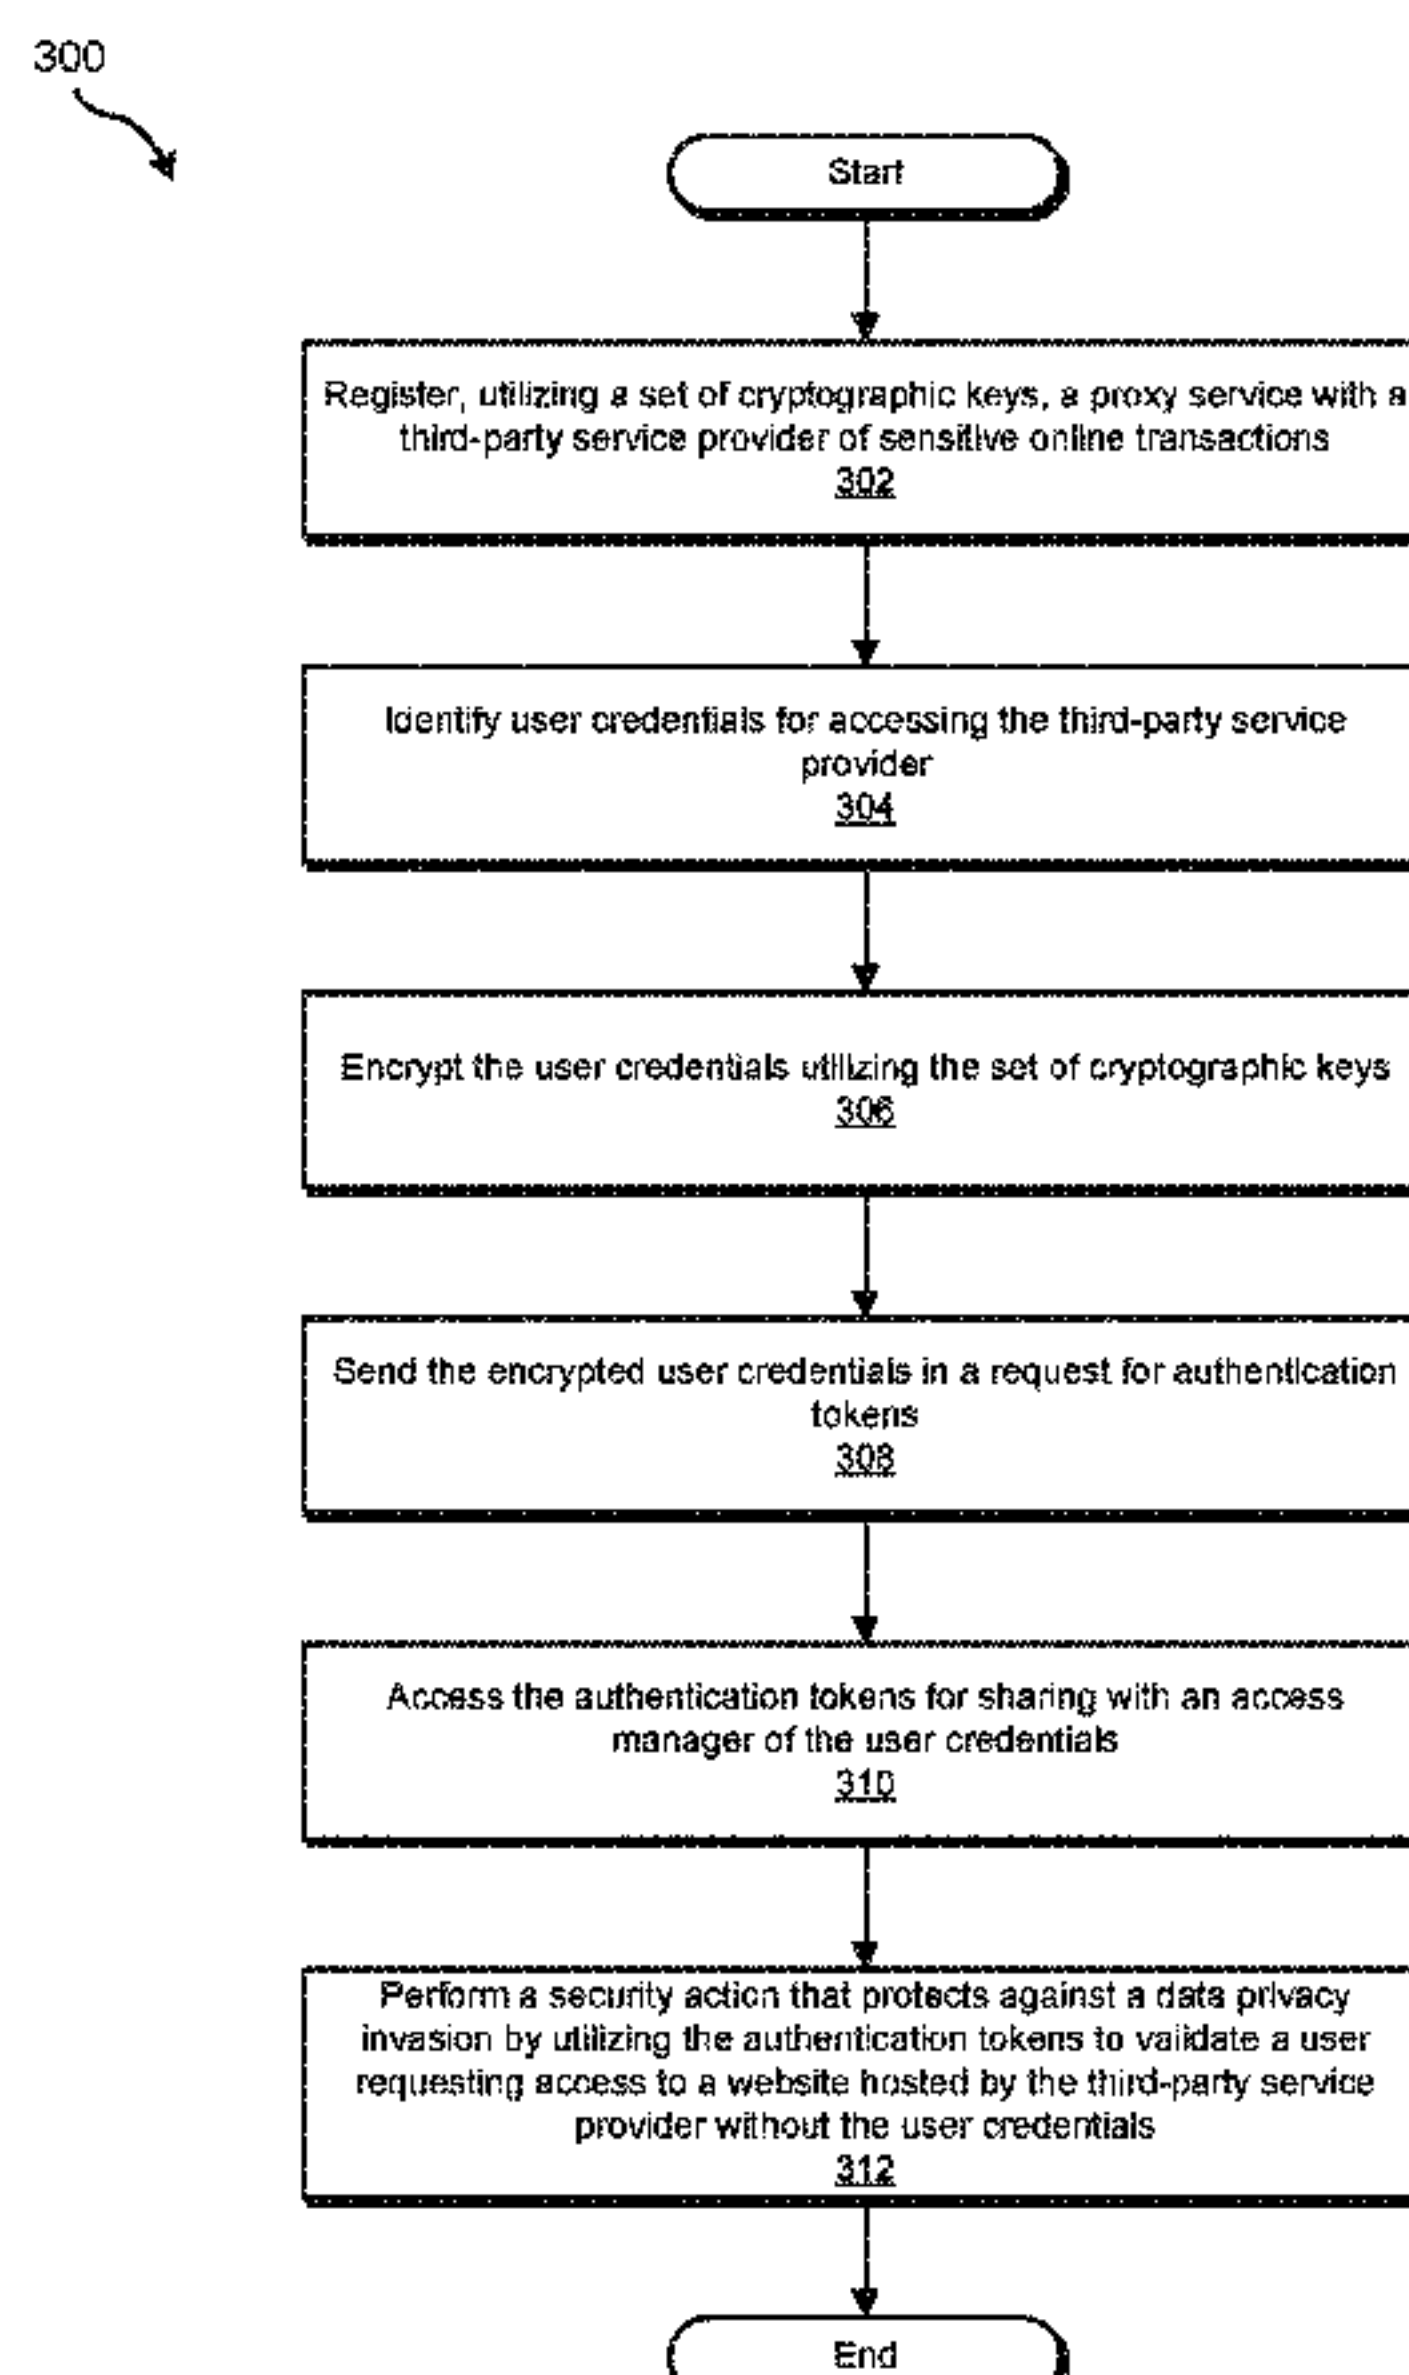 300
Start
Register, utilizing a set of cryptographic keys, a proxy service with a
third-party service provider of sensitive online transactions
302
Identify user credentials for accessing the third-party service
provider
304
Encrypt the user credentials utilizing the set of cryptographic keys
306
Send the encrypted user credentials in a request for authentication
tokens
308
Access the authentication tokens for sharing with an access
manager of the user credentials
310
Perform a security action that protects against a data privacy
invasion by utilizing the authentication tokens to validate a user
requesting access to a website hosted by the third-party service
provider without the user credentials
312
End